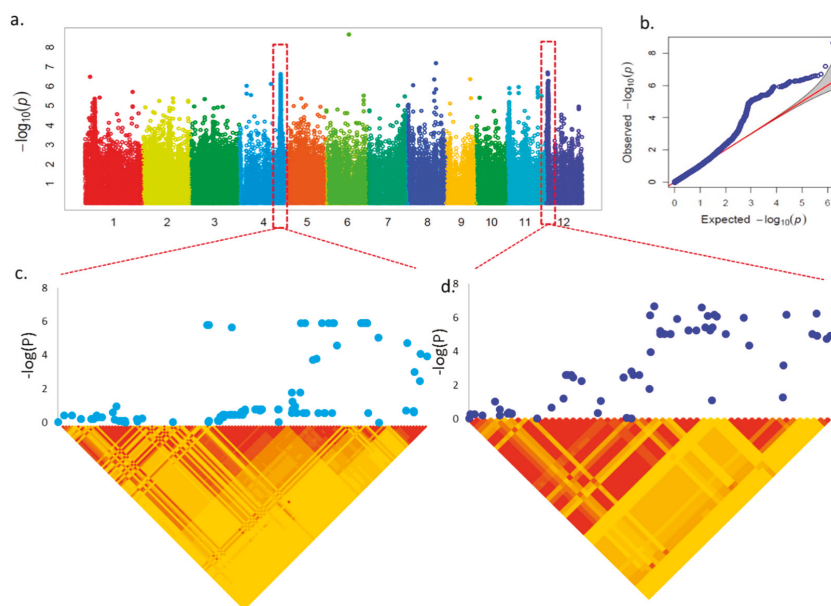 a.
−log₁₀(p)
8
7
6
5
4
3
2
1
1 2 3 4 5 6 7 8 9 10 11 12
b.
Observed −log₁₀(p)
8
6
4
2
0
0 1 2 3 4 5 6
Expected −log₁₀(p)
c.
-log(P)
8
6
4
2
0
d.
-log(P)
8
6
4
2
0